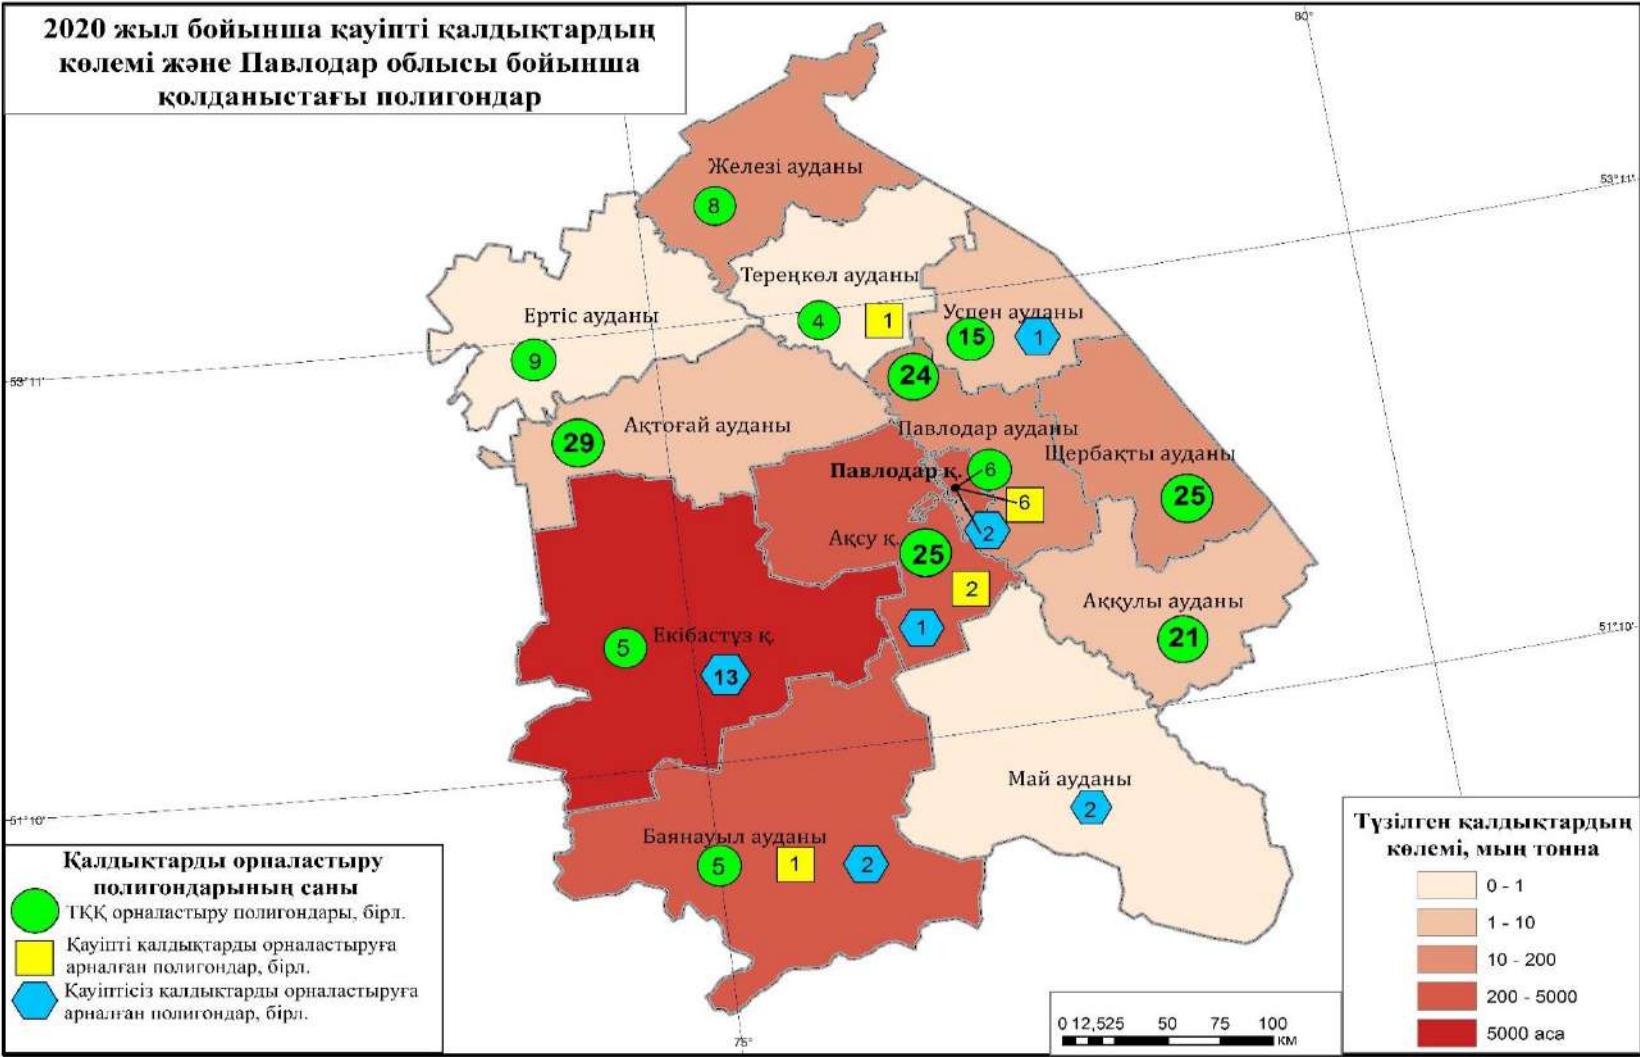 2020 жыл бойынша қауіпті қалдықтардың
көлемі және Павлодар облысы бойынша
қолданыстағы полигондар
80°
53°11'
Железі ауданы
8
Тереңкөл ауданы
4
1
Успен ауданы
15
1
Ертіс ауданы
9
53°11'
24
Ақтоғай ауданы
29
Павлодар ауданы
Щербақты ауданы
25
Павлодар қ.
6
6
2
Ақсу қ.
25
2
1
Аққулы ауданы
21
51°10'
Екібастұз қ.
5
13
Май ауданы
2
51°10'
Баянауыл ауданы
5
1
2
75°
Қалдықтарды орналастыру
полигондарының саны
ТҚҚ орналастыру полигондары, бірл.
Қауіпті қалдықтарды орналастыруға
арналған полигондар, бірл.
Қауіптісіз қалдықтарды орналастыруға
арналған полигондар, бірл.
0 12,525 50 75 100
км
Түзілген қалдықтардың
көлемі, мың тонна
0 - 1
1 - 10
10 - 200
200 - 5000
5000 аса